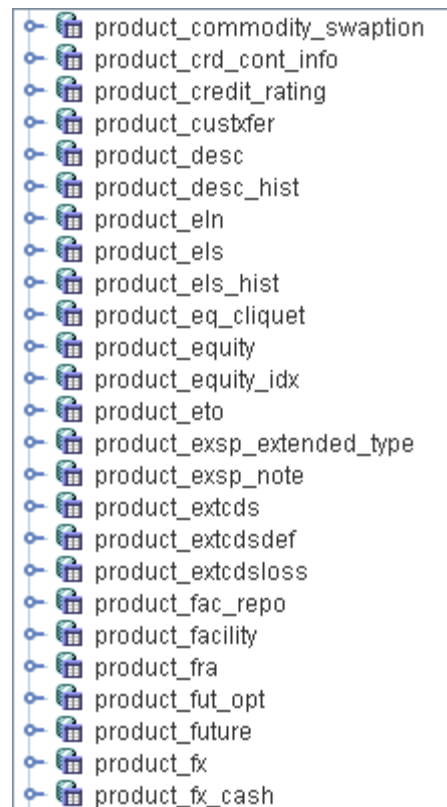 product_commodity_swaption
product_crd_cont_info
product_credit_rating
product_custxfer
product_desc
product_desc_hist
product_eln
product_els
product_els_hist
product_eq_cliquet
product_equity
product_equity_idx
product_eto
product_exsp_extended_type
product_exsp_note
product_extcds
product_extcdsdef
product_extcdsloss
product_fac_repo
product_facility
product_fra
product_fut_opt
product_future
product_fx
product_fx_cash